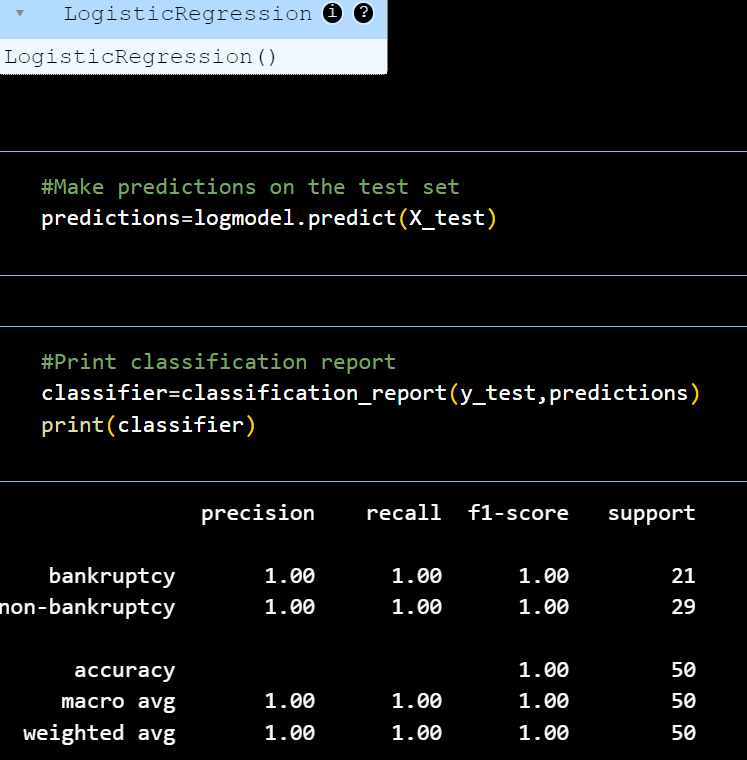 LogisticRegression i ?
LogisticRegression()
#Make predictions on the test set
predictions=logmodel.predict(X_test)
#Print classification report
classifier=classification_report(y_test,predictions)
print(classifier)
precision recall f1-score support
bankruptcy 1.00 1.00 1.00 21
non-bankruptcy 1.00 1.00 1.00 29
accuracy 1.00 50
macro avg 1.00 1.00 1.00 50
weighted avg 1.00 1.00 1.00 50